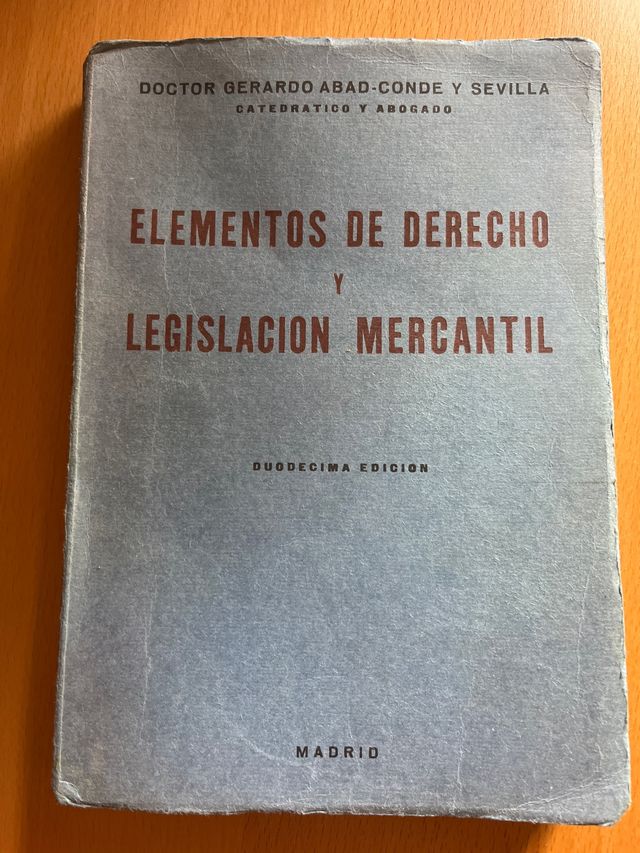 DOCTOR GERARDO ABAD-CONDE Y SEVILLA
CATEDRATICO Y ABOGADO
ELEMENTOS DE DERECHO
Y
LEGISLACION MERCANTIL
DUODECIMA EDICION
MADRID